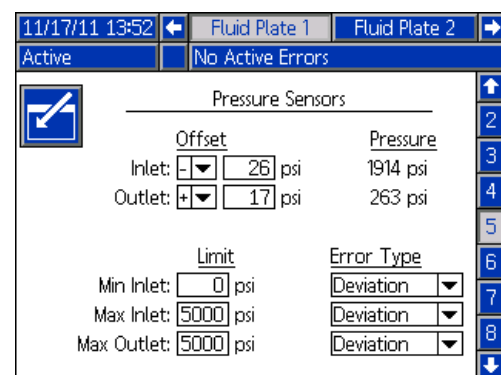 11/17/11 13:52 Fluid Plate 1 Fluid Plate 2
Active No Active Errors
Pressure Sensors
Offset Pressure
Inlet: - 26 psi 1914 psi
Outlet: + 17 psi 263 psi
Limit Error Type
Min Inlet: 0 psi Deviation
Max Inlet: 5000 psi Deviation
Max Outlet: 5000 psi Deviation
2
3
4
5
6
7
8